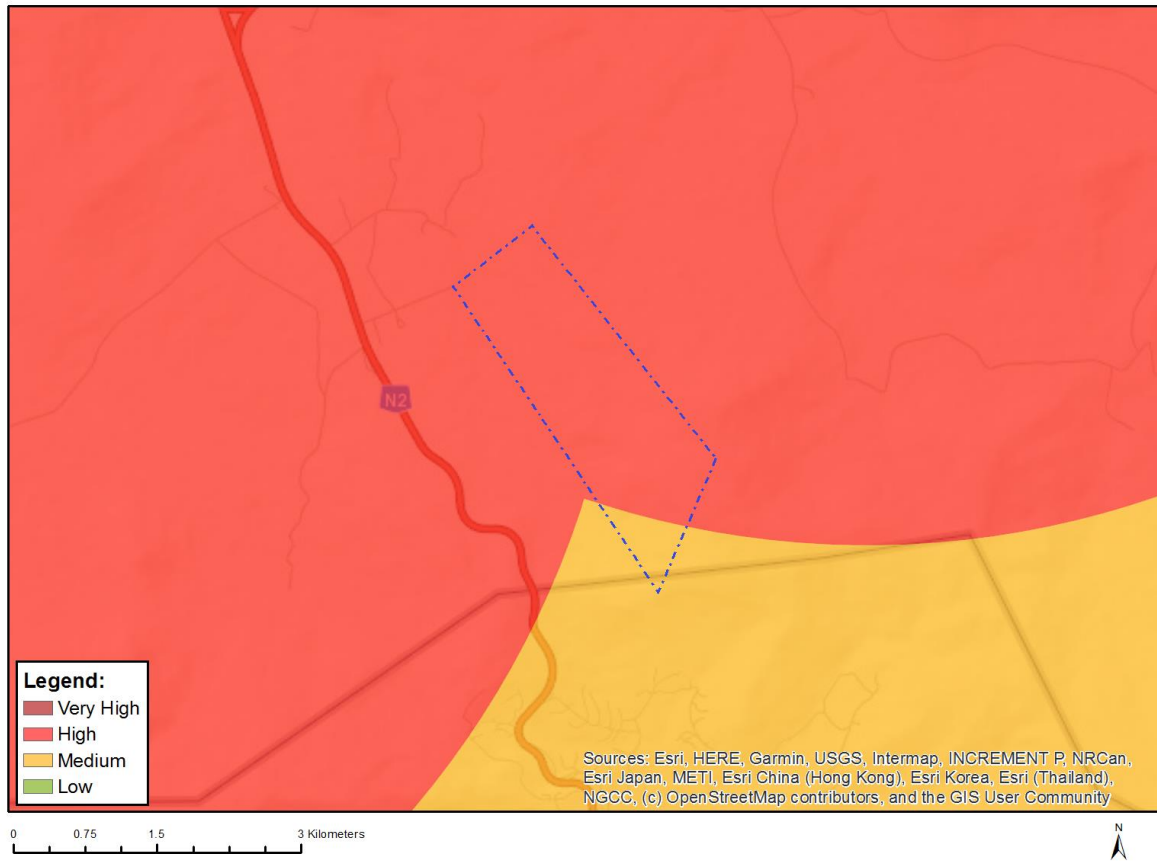 N2
Legend:
Very High
High
Medium
Low
Sources: Esri, HERE, Garmin, USGS, Intermap, INCREMENT P, NRCan,
Esri Japan, METI, Esri China (Hong Kong), Esri Korea, Esri (Thailand),
NGCC, (c) OpenStreetMap contributors, and the GIS User Community
0 0.75 1.5 3 Kilometers
N